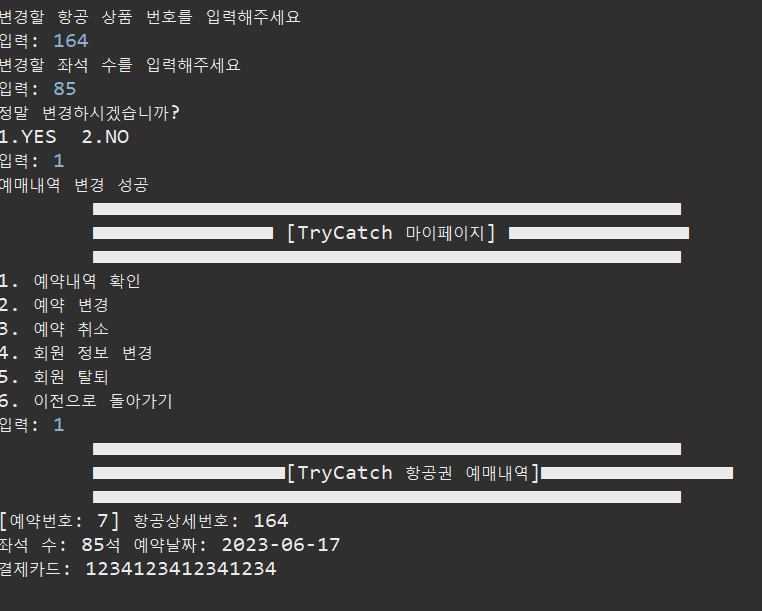 변경할 항공 상품 번호를 입력해주세요
입력: 164
변경할 좌석 수를 입력해주세요
입력: 85
정말 변경하시겠습니까?
1.YES  2.NO
입력: 1
예매내역 변경 성공
[TryCatch 마이페이지]
1. 예약내역 확인
2. 예약 변경
3. 예약 취소
4. 회원 정보 변경
5. 회원 탈퇴
6. 이전으로 돌아가기
입력: 1
[TryCatch 항공권 예매내역]
[예약번호: 7] 항공상세번호: 164
좌석 수: 85석 예약날짜: 2023-06-17
결제카드: 1234123412341234